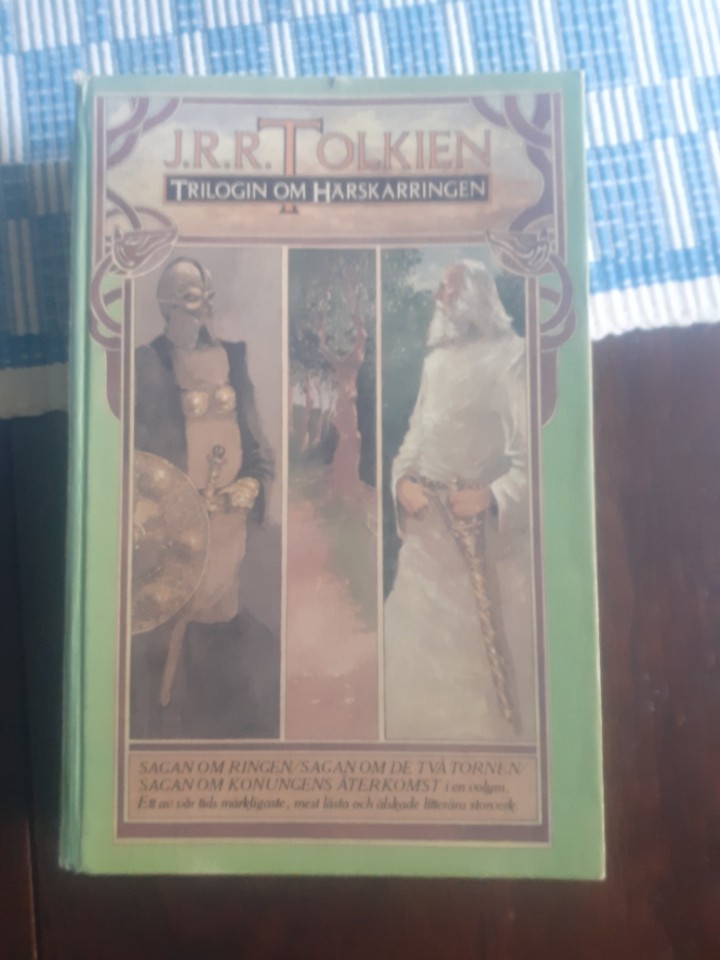 J.R.R. TOLKIEN
TRILOGIN OM HÄRSKARRINGEN
SAGAN OM RINGEN/SAGAN OM DE TVÅ TORNEN/
SAGAN OM KONUNGENS ÅTERKOMST i en volym.
Ett av vår tids märkligaste, mest lästa och älskade litterära storverk.